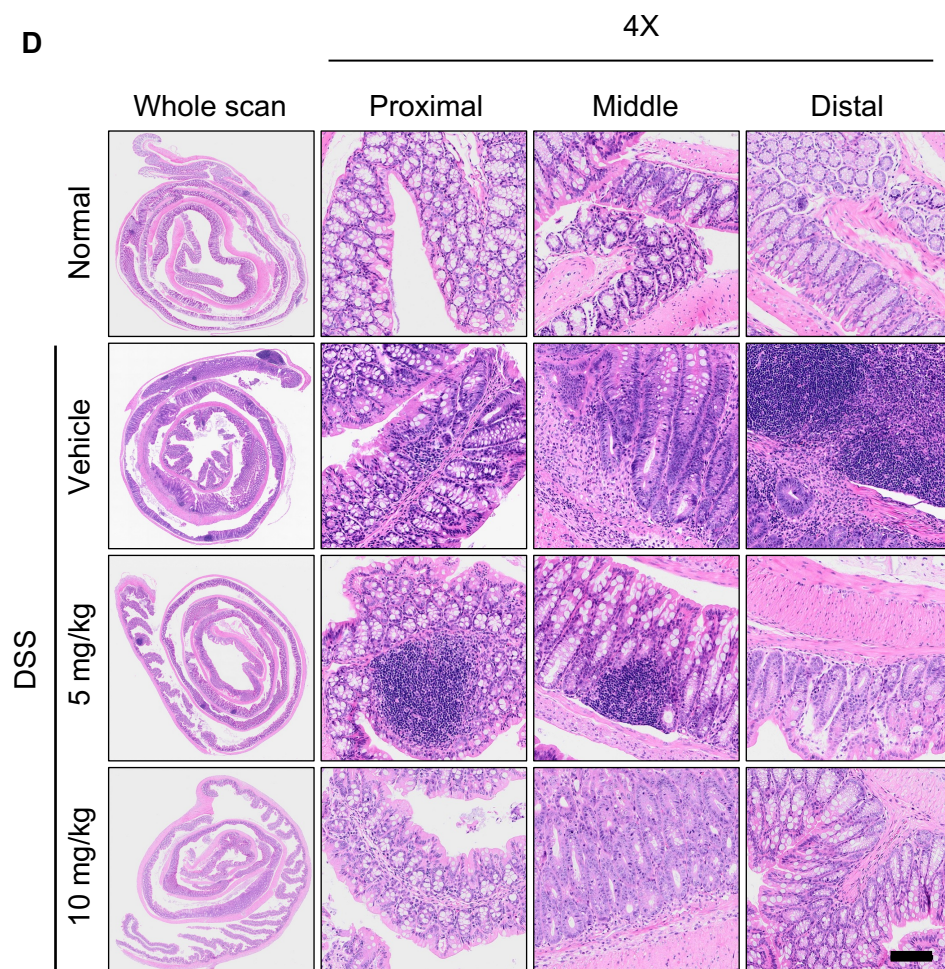 D
4X
Whole scan
Proximal
Middle
Distal
Normal
DSS
Vehicle
5 mg/kg
10 mg/kg